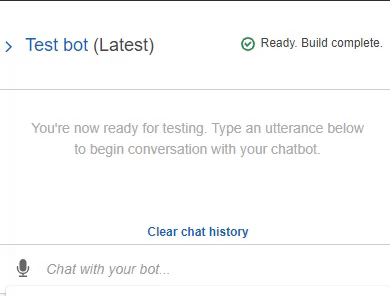 Test bot (Latest)
Ready. Build complete.
You're now ready for testing. Type an utterance below
to begin conversation with your chatbot.
Clear chat history
Chat with your bot...